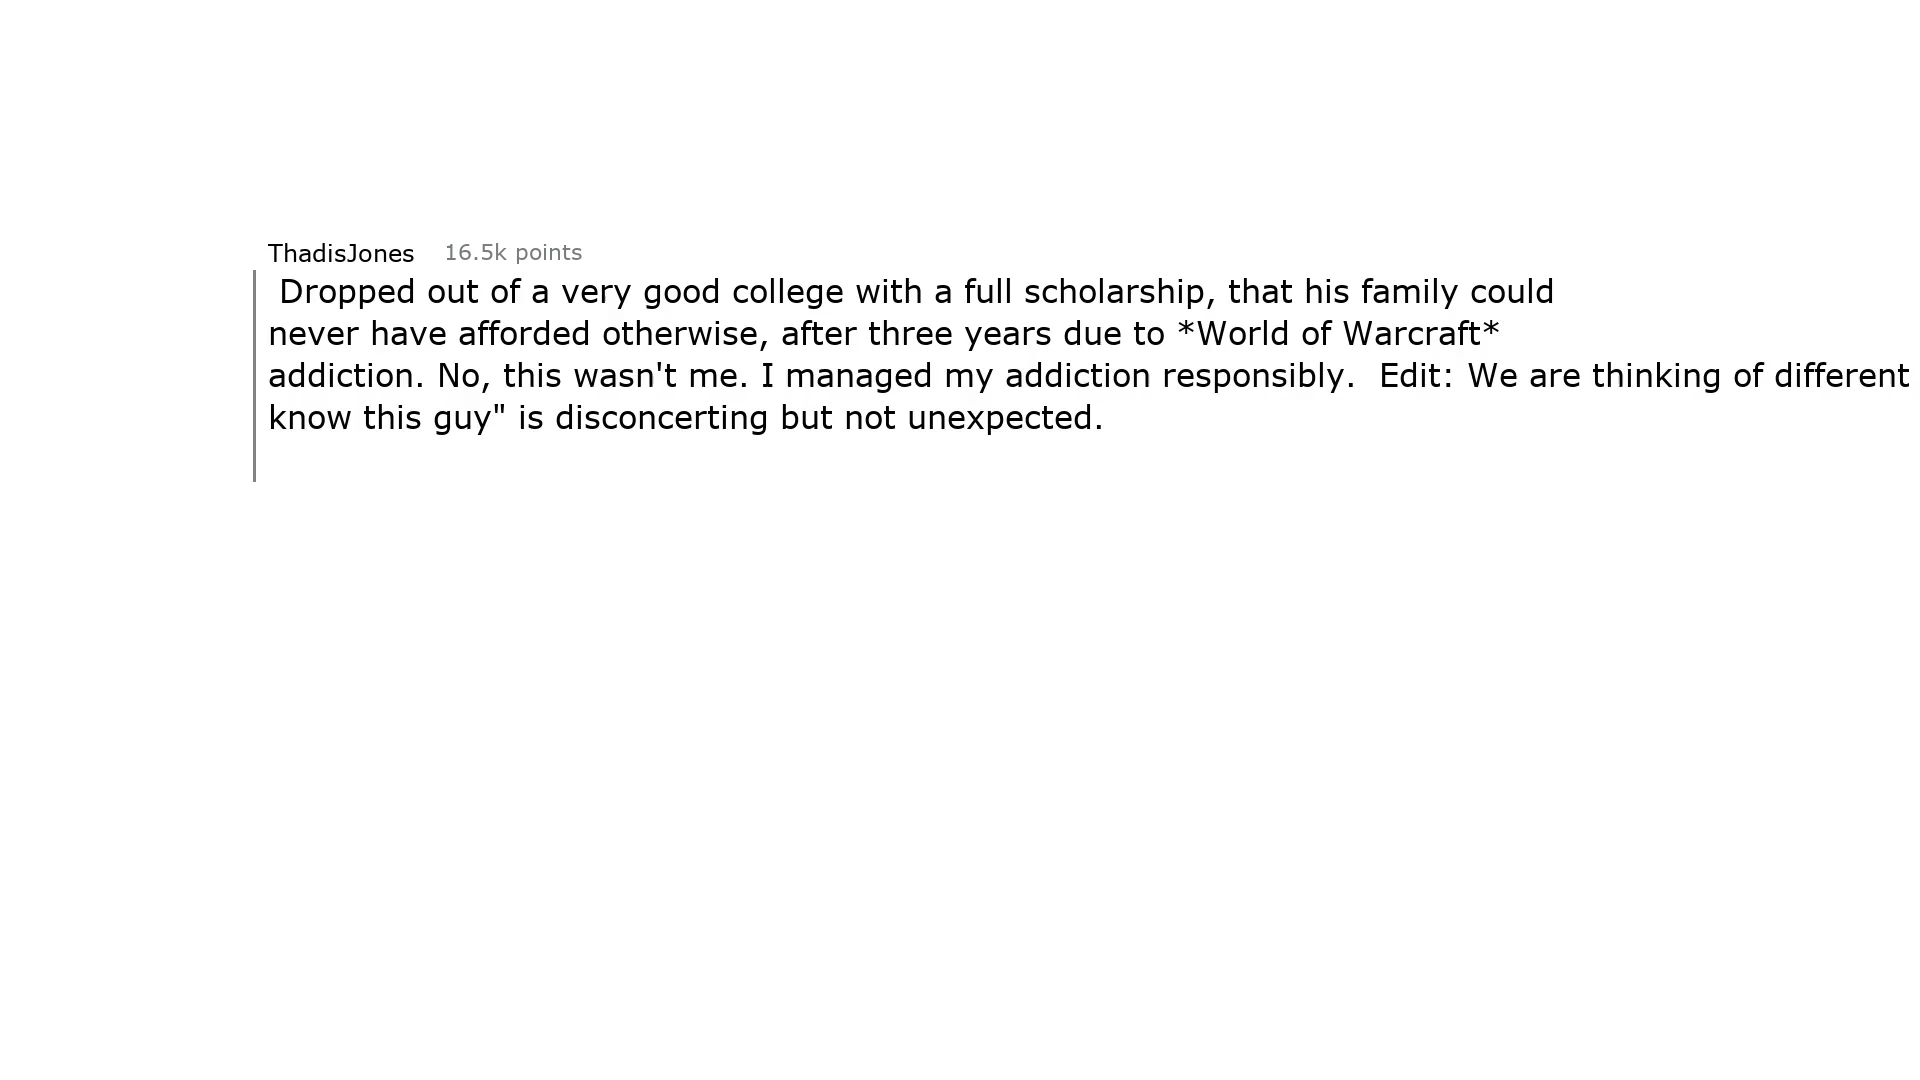 ThadisJones 16.5k points
Dropped out of a very good college with a full scholarship, that his family could
never have afforded otherwise, after three years due to *World of Warcraft*
addiction. No, this wasn't me. I managed my addiction responsibly. Edit: We are thinking of different
know this guy" is disconcerting but not unexpected.